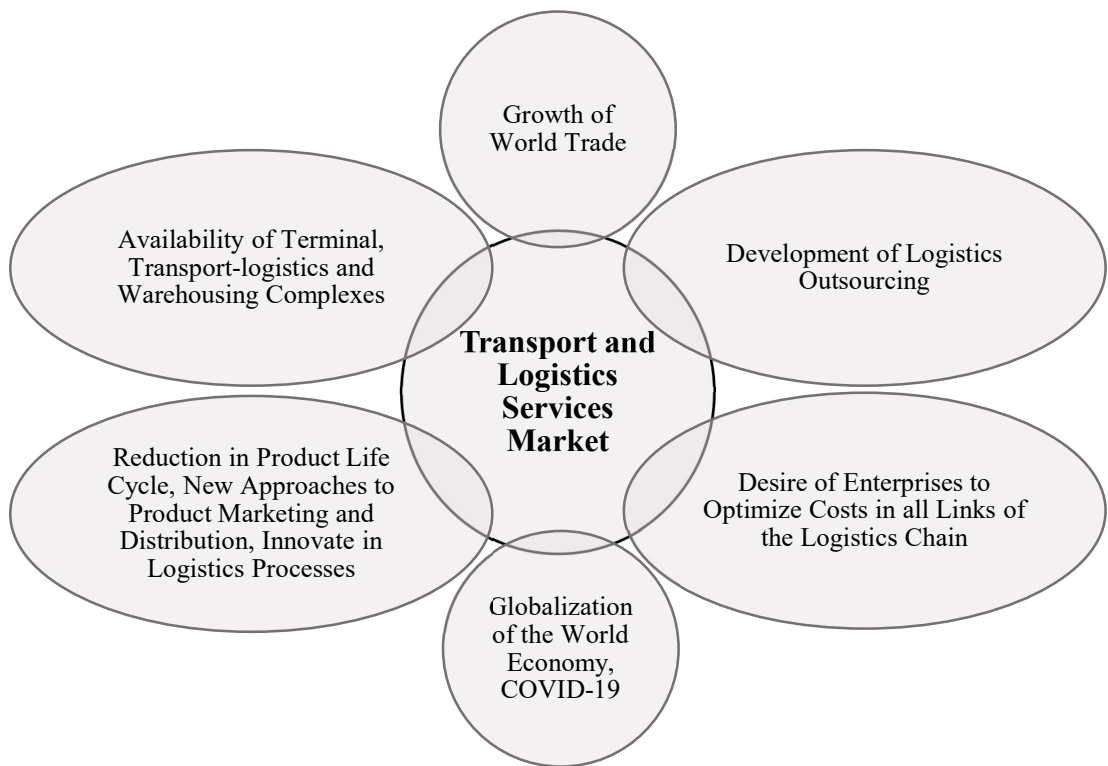 Growth of
World Trade
Availability of Terminal,
Transport-logistics and
Warehousing Complexes
Development of Logistics
Outsourcing
Transport and
Logistics
Services
Market
Reduction in Product Life
Cycle, New Approaches to
Product Marketing and
Distribution, Innovate in
Logistics Processes
Desire of Enterprises to
Optimize Costs in all Links of
the Logistics Chain
Globalization
of the World
Economy,
COVID-19